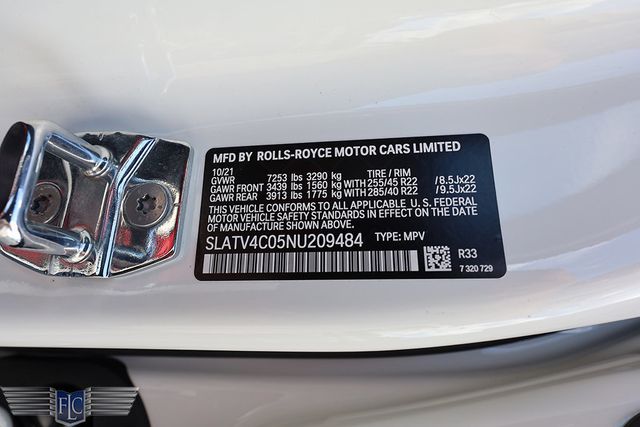 MFD BY ROLLS-ROYCE MOTOR CARS LIMITED
10/21
GVWR 7253 lbs 3290 kg TIRE / RIM
GAWR FRONT 3439 lbs 1560 kg WITH 255/45 R22 / 8.5Jx22
GAWR REAR 3913 lbs 1775 kg WITH 285/40 R22 / 9.5Jx22
THIS VEHICLE CONFORMS TO ALL APPLICABLE U. S. FEDERAL
MOTOR VEHICLE SAFETY STANDARDS IN EFFECT ON THE DATE OF
MANUFACTURE SHOWN ABOVE.
SLATV4C05NU209484 TYPE: MPV
R33
7 320 729
FLC